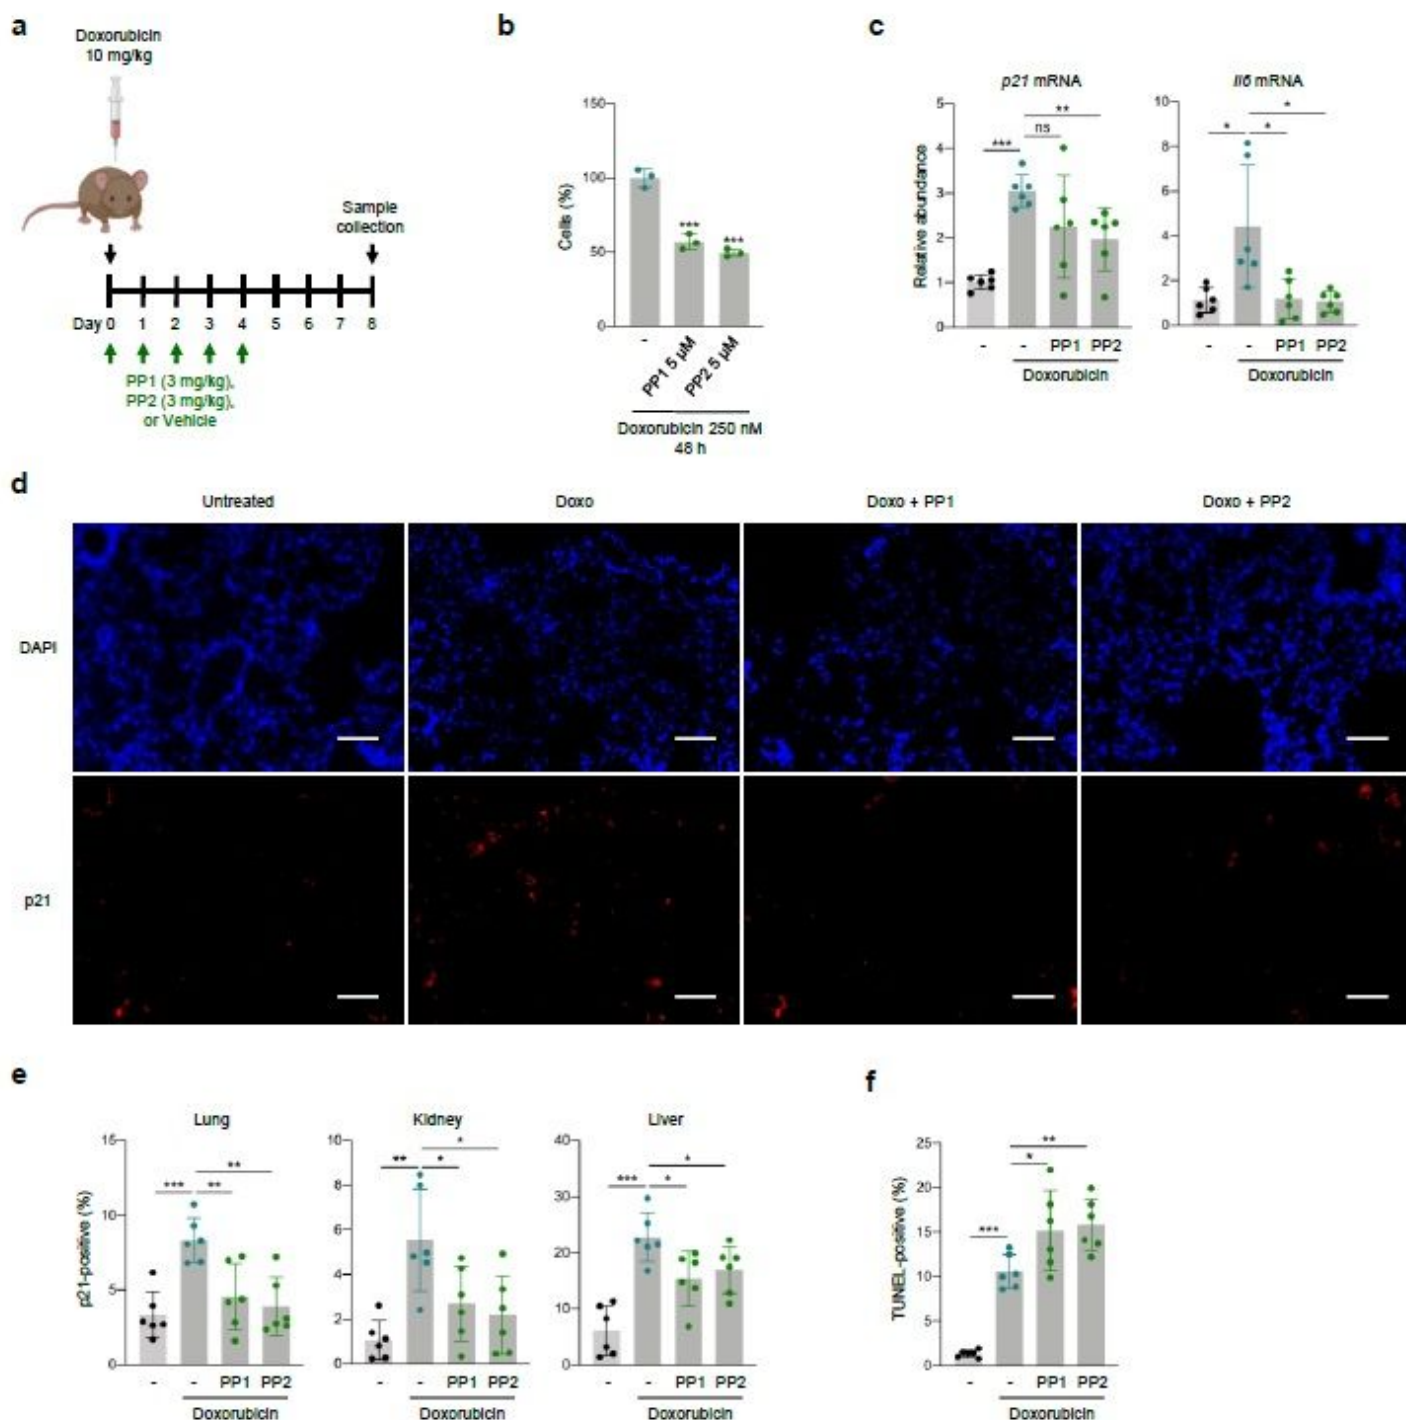 a
Doxorubicin
10 mg/kg
Sample
collection
Day 0 1 2 3 4 5 6 7 8
PP1 (3 mg/kg),
PP2 (3 mg/kg),
or Vehicle
b
150
100
50
0
Cells (%)
***
***
-
PP1 5 µM
PP2 5 µM
Doxorubicin 250 nM
48 h
c
p21 mRNA
5
4
3
2
1
0
Relative abundance
***
ns
**
- - PP1 PP2
Doxorubicin
Il6 mRNA
10
8
6
4
2
0
*
*
*
- - PP1 PP2
Doxorubicin
d
Untreated Doxo Doxo + PP1 Doxo + PP2
DAPI
p21
e
Lung
15
10
5
0
p21-positive (%)
***
**
**
- - PP1 PP2
Doxorubicin
Kidney
10
8
6
4
2
0
**
*
*
- - PP1 PP2
Doxorubicin
Liver
40
30
20
10
0
***
*
*
- - PP1 PP2
Doxorubicin
f
25
20
15
10
5
0
TUNEL-positive (%)
***
*
**
- - PP1 PP2
Doxorubicin